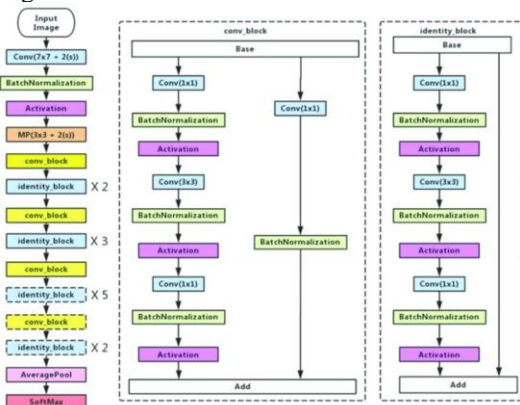 Input
Image
Conv(7x7 + 2(s))
BatchNormalization
Activation
MP(3x3 + 2(s))
conv_block
identity_block X 2
conv_block
identity_block X 3
conv_block
identity_block X 5
conv_block
identity_block X 2
AveragePool
SoftMax
conv_block
Base
Conv(1x1)
BatchNormalization
Activation
Conv(3x3)
BatchNormalization
Activation
Conv(1x1)
BatchNormalization
Activation
Conv(1x1)
BatchNormalization
Add
identity_block
Base
Conv(1x1)
BatchNormalization
Activation
Conv(3x3)
BatchNormalization
Activation
Conv(1x1)
BatchNormalization
Activation
Add